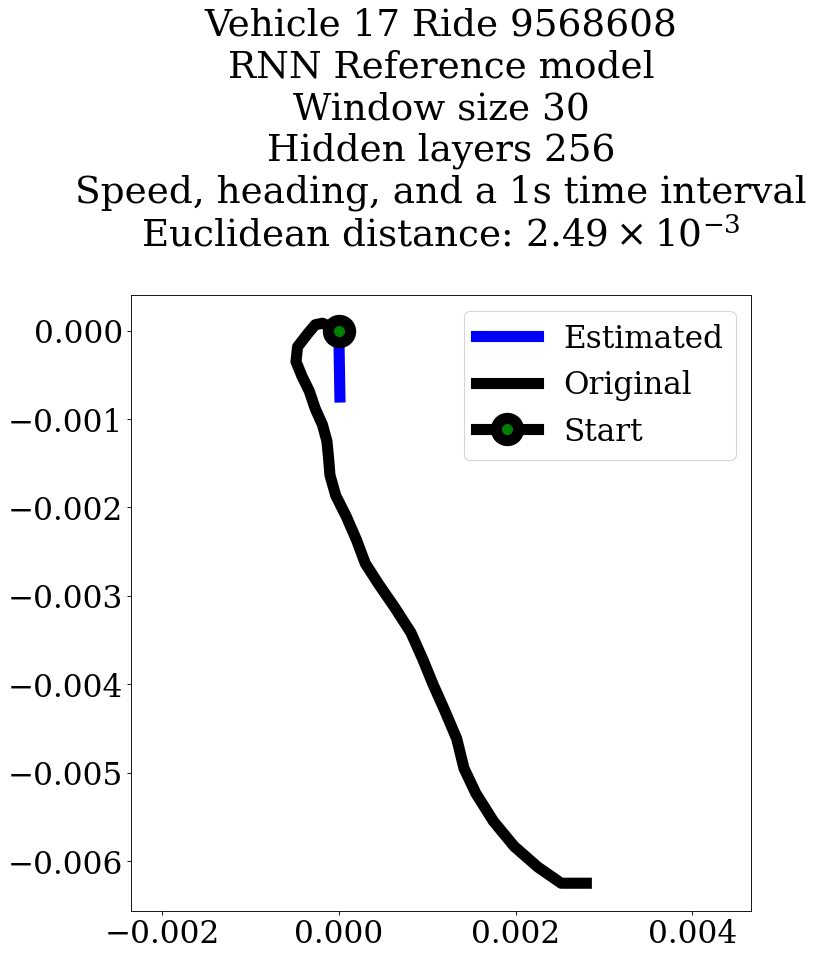 Vehicle 17 Ride 9568608
RNN Reference model
Window size 30
Hidden layers 256
Speed, heading, and a 1s time interval
Euclidean distance: 2.49 × 10⁻³
Estimated
Original
Start
0.000
−0.001
−0.002
−0.003
−0.004
−0.005
−0.006
−0.002 0.000 0.002 0.004